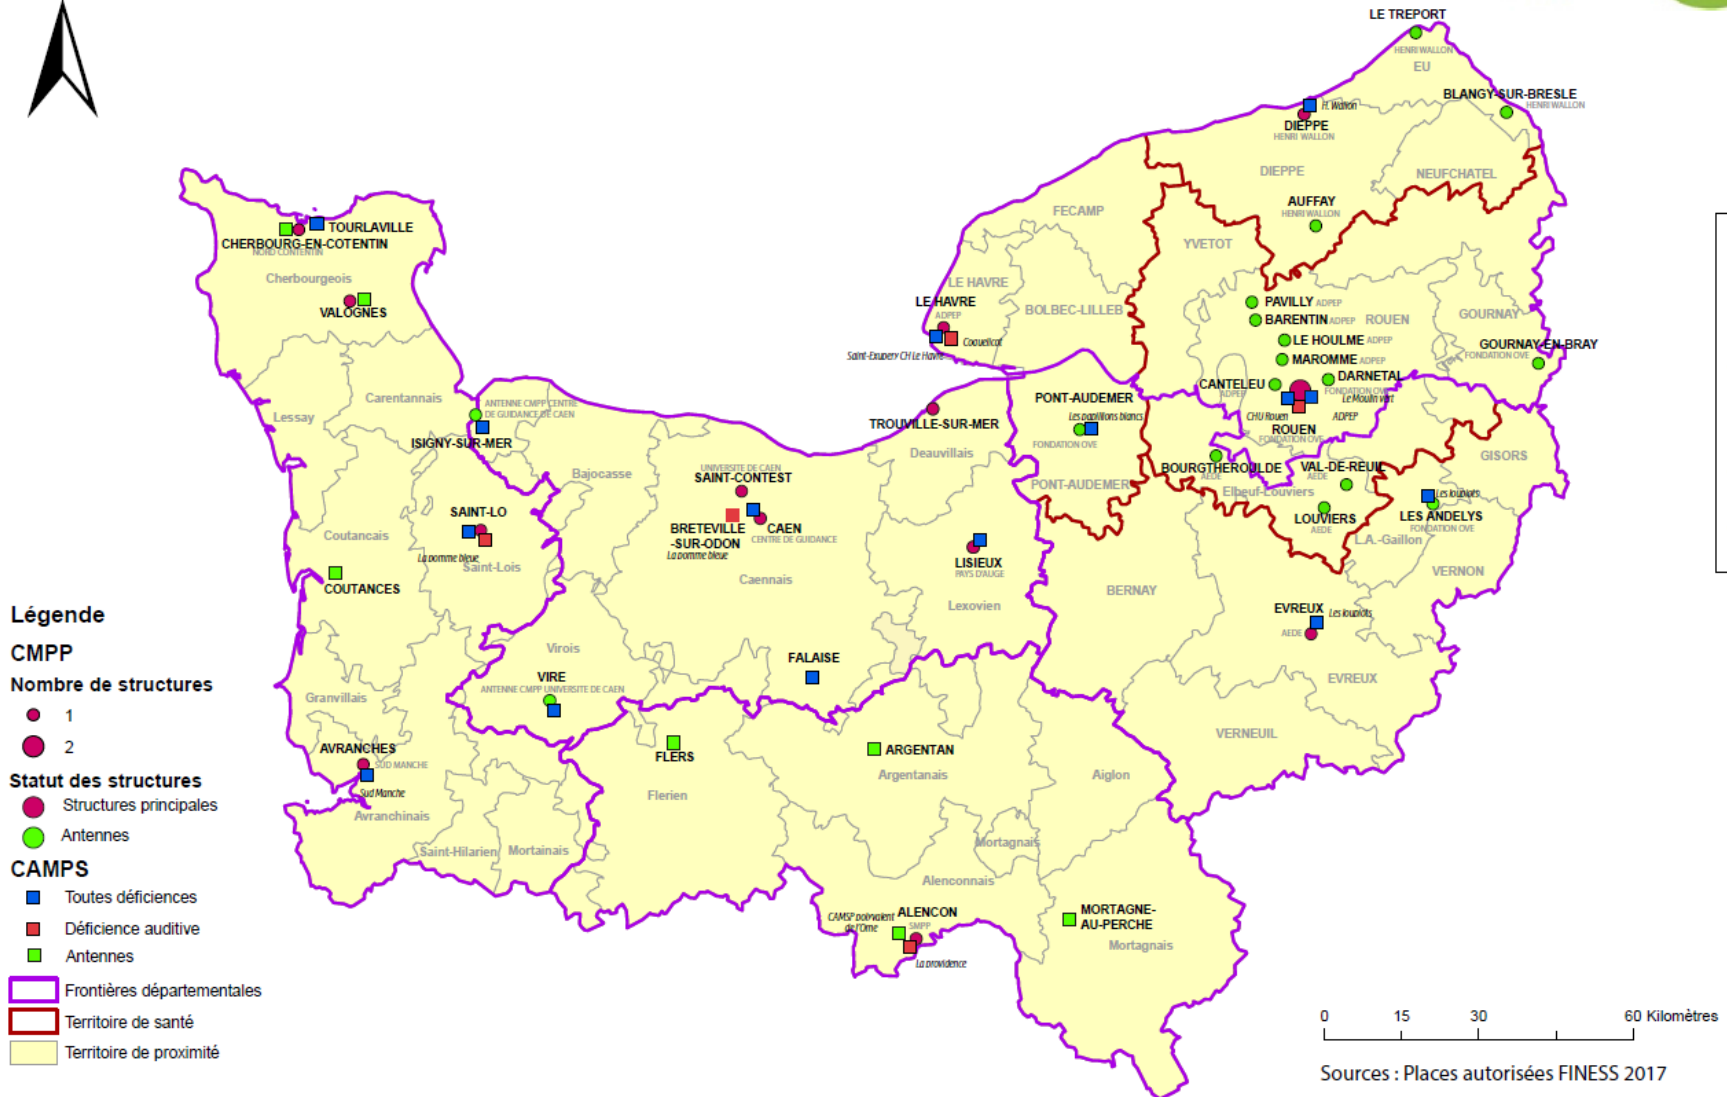 LE TREPORT
HENRI WALLON
EU
BLANGY-SUR-BRESLE
HENRI WALLON
H. Wallon
DIEPPE
HENRI WALLON
DIEPPE
NEUFCHATEL
AUFFAY
HENRI WALLON
FECAMP
YVETOT
TOURLAVILLE
CHERBOURG-EN-COTENTIN
NORD CONTENTIN
Cherbourgeois
VALOGNES
LE HAVRE
LE HAVRE
ADPEP
BOLBEC-LILLEB
Saint-Exupery CH Le Havre
Coquelicot
PAVILLY ADPEP
BARENTIN ADPEP
ROUEN
GOURNAY
LE HOULME ADPEP
MAROMME ADPEP
GOURNAY-EN-BRAY
FONDATION OVE
CANTELEU
ADPEP
DARNETAL
FONDATION OVE
Le Moulin vert
CHU Rouen
ADPEP
ROUEN
FONDATION OVE
Lessay
Carentannais
ANTENNE CMPP CENTRE
DE GUIDANCE DE CAEN
ISIGNY-SUR-MER
TROUVILLE-SUR-MER
PONT-AUDEMER
Les papillons blancs
FONDATION OVE
PONT-AUDEMER
Deauvillais
Bajocasse
UNIVERSITE DE CAEN
SAINT-CONTEST
BRETEVILLE
-SUR-ODON
La pomme bleue
CAEN
CENTRE DE GUIDANCE
Caennais
BOURGTHEROULDE
AEDE
VAL-DE-REUIL
AEDE
Elbeuf-Louviers
LOUVIERS
AEDE
GISORS
Les loupiots
LES ANDELYS
FONDATION OVE
L.A.-Gaillon
VERNON
SAINT-LO
La pomme bleue
Saint-Lois
Coutancais
COUTANCES
LISIEUX
PAYS D'AUGE
Lexovien
BERNAY
EVREUX
Les loupiots
AEDE
EVREUX
Virois
VIRE
ANTENNE CMPP UNIVERSITE DE CAEN
FALAISE
Granvillais
AVRANCHES
SUD MANCHE
Sud Manche
Avranchinais
Saint-Hilarien
Mortainais
FLERS
Flerien
ARGENTAN
Argentanais
Aiglon
VERNEUIL
Mortagnais
Alenconnais
CAMSP polyvalent
de l'Orne
ALENCON
SMPP
La providence
MORTAGNE-
AU-PERCHE
Mortagnais
Légende
CMPP
Nombre de structures
1
2
Statut des structures
Structures principales
Antennes
CAMPS
Toutes déficiences
Déficience auditive
Antennes
Frontières départementales
Territoire de santé
Territoire de proximité
0 15 30 60 Kilomètres
Sources : Places autorisées FINESS 2017